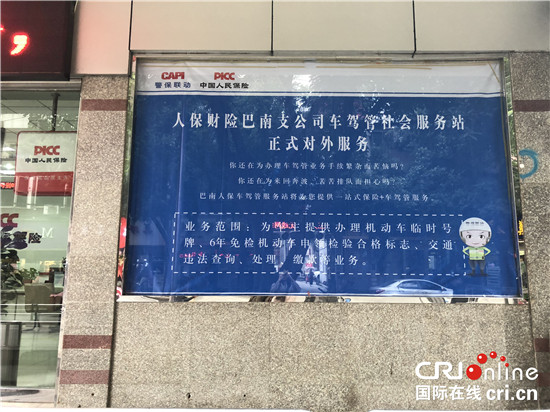 CAPI
警保联动
PICC
中国人民保险
人保财险巴南支公司车驾管社会服务站
正式对外服务
你还在为办理车驾管业务手续繁杂而苦恼吗?
你还在为来回奔波、苦苦排队而担心吗?
巴南人保车驾管服务站将为您提供一站式保险+车驾管服务。
业务范围：为车主提供办理机动车临时号
牌、6年免检机动车申领检验合格标志、交通
违法查询、处理、缴款等业务。
PICC
中国人民保险
CRI Online
国际在线 cri.cn